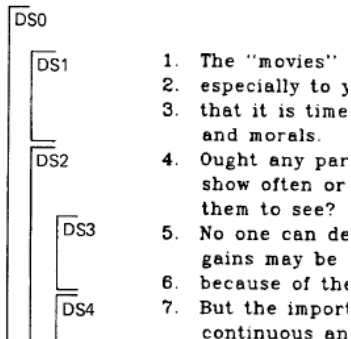 DS0
DS1
1. The "movies"
2. especially to y
3. that it is time
and morals.
DS2
4. Ought any par
show often or
them to see?
DS3
5. No one can de
gains may be
6. because of the
DS4
7. But the import
continuous an